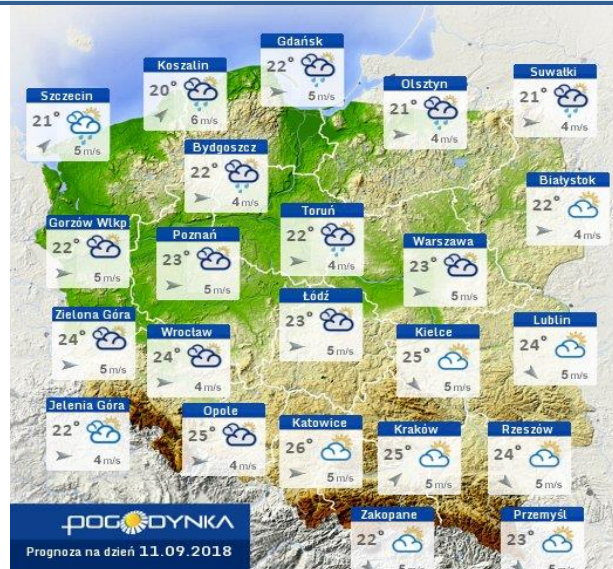 Gdańsk
22°
5 m/s
Koszalin
20°
6 m/s
Suwałki
21°
4 m/s
Olsztyn
21°
4 m/s
Szczecin
21°
5 m/s
Bydgoszcz
22°
4 m/s
Białystok
22°
4 m/s
Toruń
22°
4 m/s
Gorzów Wlkp
22°
5 m/s
Poznań
23°
5 m/s
Warszawa
23°
5 m/s
Łódź
23°
5 m/s
Zielona Góra
24°
5 m/s
Wrocław
24°
4 m/s
Kielce
25°
5 m/s
Lublin
24°
5 m/s
Jelenia Góra
22°
4 m/s
Opole
25°
4 m/s
Katowice
26°
5 m/s
Kraków
25°
5 m/s
Rzeszów
24°
5 m/s
Zakopane
22°
5 m/s
Przemyśl
23°
5 m/s
POGODYNKA
Prognoza na dzień 11.09.2018